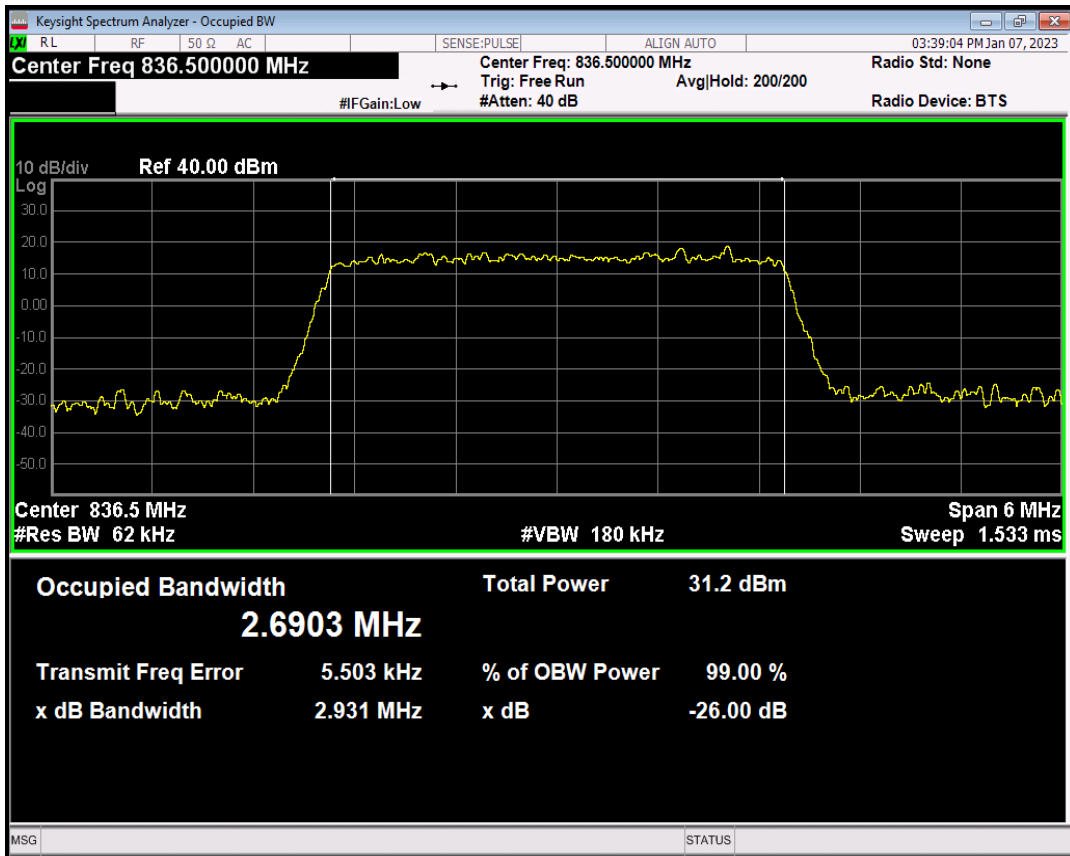 Keysight Spectrum Analyzer - Occupied BW
LXI RL RF 50 Ω AC SENSE:PULSE ALIGN AUTO 03:39:04 PM Jan 07, 2023
Center Freq 836.500000 MHz Center Freq: 836.500000 MHz Radio Std: None
Trig: Free Run Avg|Hold: 200/200
#IFGain:Low #Atten: 40 dB Radio Device: BTS
10 dB/div Ref 40.00 dBm
Log
30.0
20.0
10.0
0.00
-10.0
-20.0
-30.0
-40.0
-50.0
Center 836.5 MHz Span 6 MHz
#Res BW 62 kHz #VBW 180 kHz Sweep 1.533 ms
Occupied Bandwidth Total Power 31.2 dBm
2.6903 MHz
Transmit Freq Error 5.503 kHz % of OBW Power 99.00 %
x dB Bandwidth 2.931 MHz x dB -26.00 dB
MSG STATUS